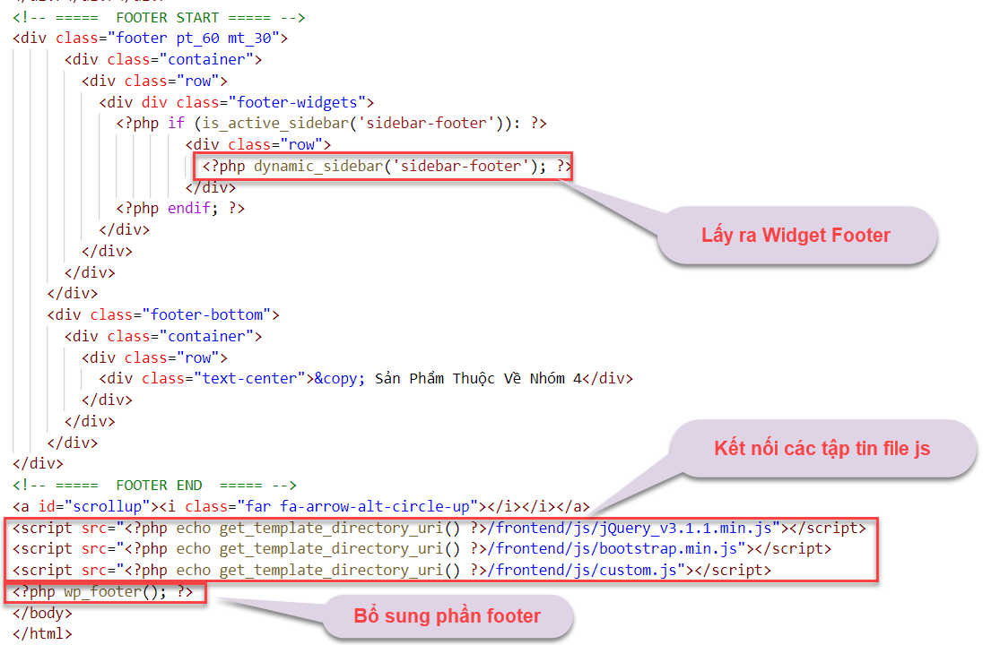 <!-- =====  FOOTER START ===== -->
<div class="footer pt_60 mt_30">
<div class="container">
<div class="row">
<div div class="footer-widgets">
<?php if (is_active_sidebar('sidebar-footer')): ?>
<div class="row">
<?php dynamic_sidebar('sidebar-footer'); ?>
</div>
<?php endif; ?>
</div>
Lấy ra Widget Footer
</div>
</div>
</div>
<div class="footer-bottom">
<div class="container">
<div class="row">
<div class="text-center">&copy; Sản Phẩm Thuộc Về Nhóm 4</div>
</div>
</div>
</div>
Kết nối các tập tin file js
</div>
<!-- =====  FOOTER END  ===== -->
<a id="scrollup"><i class="far fa-arrow-alt-circle-up"></i></i></a>
<script src="<?php echo get_template_directory_uri() ?>/frontend/js/jQuery_v3.1.1.min.js"></script>
<script src="<?php echo get_template_directory_uri() ?>/frontend/js/bootstrap.min.js"></script>
<script src="<?php echo get_template_directory_uri() ?>/frontend/js/custom.js"></script>
<?php wp_footer(); ?>
</body>
Bổ sung phần footer
</html>